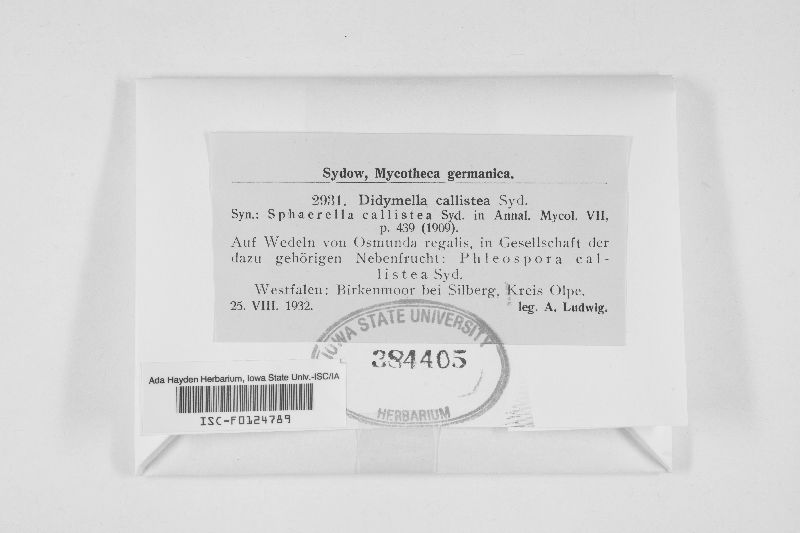 Sydow, Mycotheca germanica.
2931. Didymella callistea Syd.
Syn.: Sphaerella callistea Syd. in Annal. Mycol. VII,
p. 439 (1909).
Auf Wedeln von Osmunda regalis, in Gesellschaft der
dazu gehörigen Nebenfrucht: Phleospora cal-
listea Syd.
Westfalen: Birkenmoor bei Silberg, Kreis Olpe.
25. VIII. 1932. leg. A. Ludwig.
IOWA STATE UNIVERSITY
384405
HERBARIUM
Ada Hayden Herbarium, Iowa State Univ.-ISC/IA
ISC-F0124789